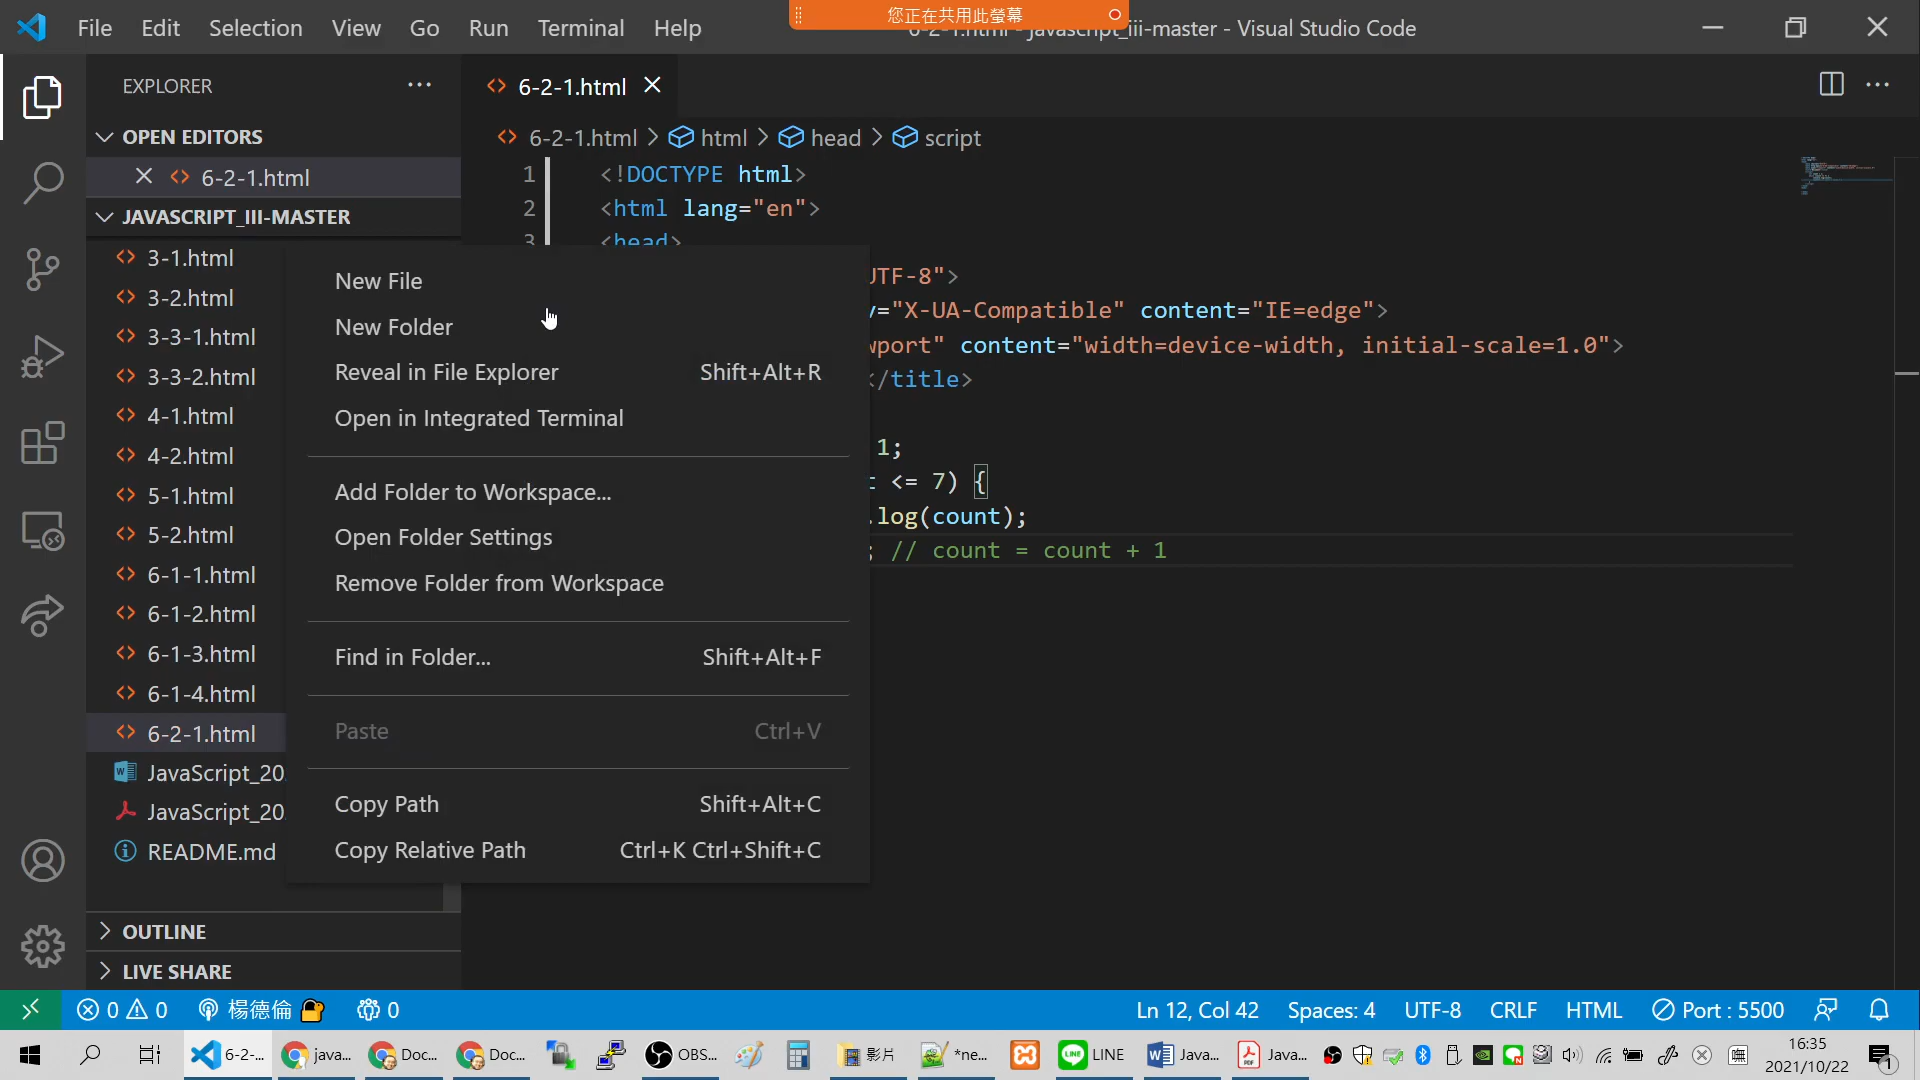 File Edit Selection View Go Run Terminal Help
您正在共用此螢幕
6-2-1.html - javascript_iii-master - Visual Studio Code
EXPLORER
OPEN EDITORS
6-2-1.html
JAVASCRIPT_III-MASTER
3-1.html
3-2.html
3-3-1.html
3-3-2.html
4-1.html
4-2.html
5-1.html
5-2.html
6-1-1.html
6-1-2.html
6-1-3.html
6-1-4.html
6-2-1.html
JavaScript_20
JavaScript_20
README.md
OUTLINE
LIVE SHARE
New File
New Folder
Reveal in File Explorer Shift+Alt+R
Open in Integrated Terminal
Add Folder to Workspace...
Open Folder Settings
Remove Folder from Workspace
Find in Folder... Shift+Alt+F
Paste Ctrl+V
Copy Path Shift+Alt+C
Copy Relative Path Ctrl+K Ctrl+Shift+C
6-2-1.html
6-2-1.html > html > head > script
1 <!DOCTYPE html>
2 <html lang="en">
3 <head>
UTF-8">
="X-UA-Compatible" content="IE=edge">
wport" content="width=device-width, initial-scale=1.0">
</title>
1;
t <= 7) {
.log(count);
; // count = count + 1
0 0 楊德倫 0
Ln 12, Col 42 Spaces: 4 UTF-8 CRLF HTML Port : 5500
6-2-... java... Doc... Doc... OBS... 影片 *ne... LINE Java... Java...
16:35
2021/10/22
1